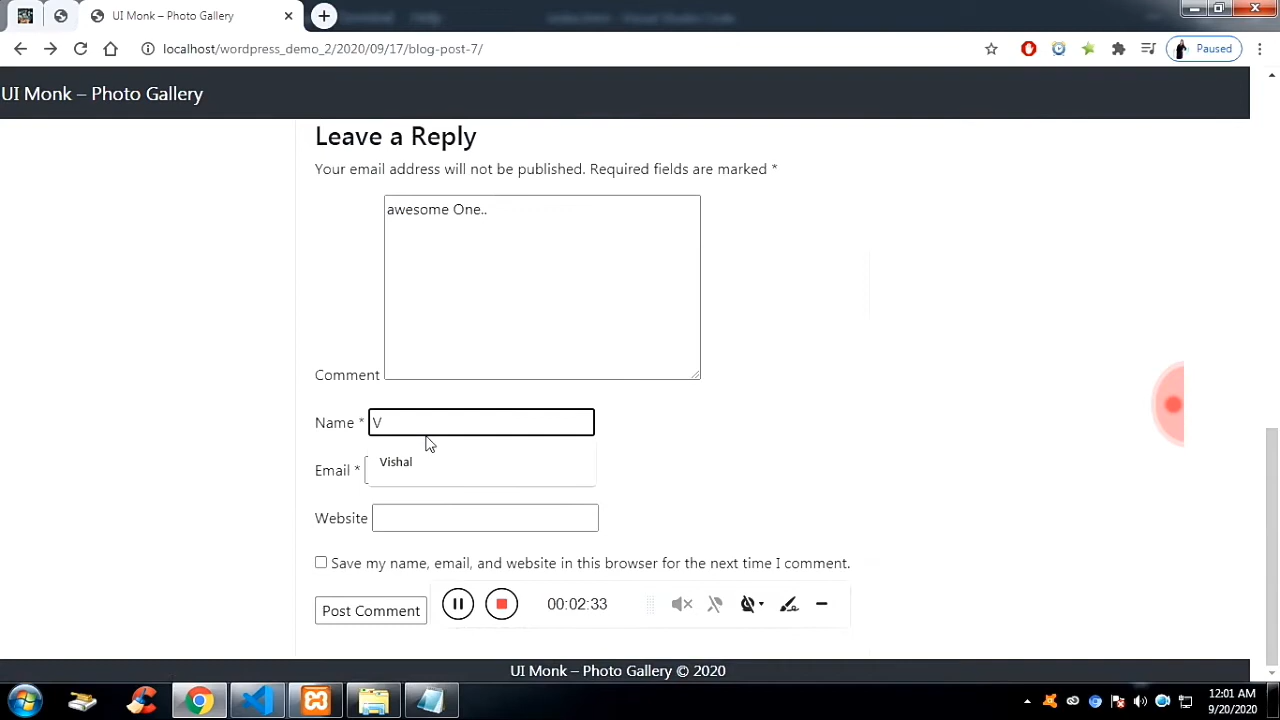 UI Monk – Photo Gallery
Paused
localhost/wordpress_demo_2/2020/09/17/blog-post-7/
UI Monk – Photo Gallery
Leave a Reply
Your email address will not be published. Required fields are marked *
awesome One..
Comment
Name * V
Vishal
Email *
Website
Save my name, email, and website in this browser for the next time I comment.
Post Comment
00:02:33
UI Monk – Photo Gallery © 2020
12:01 AM
9/20/2020